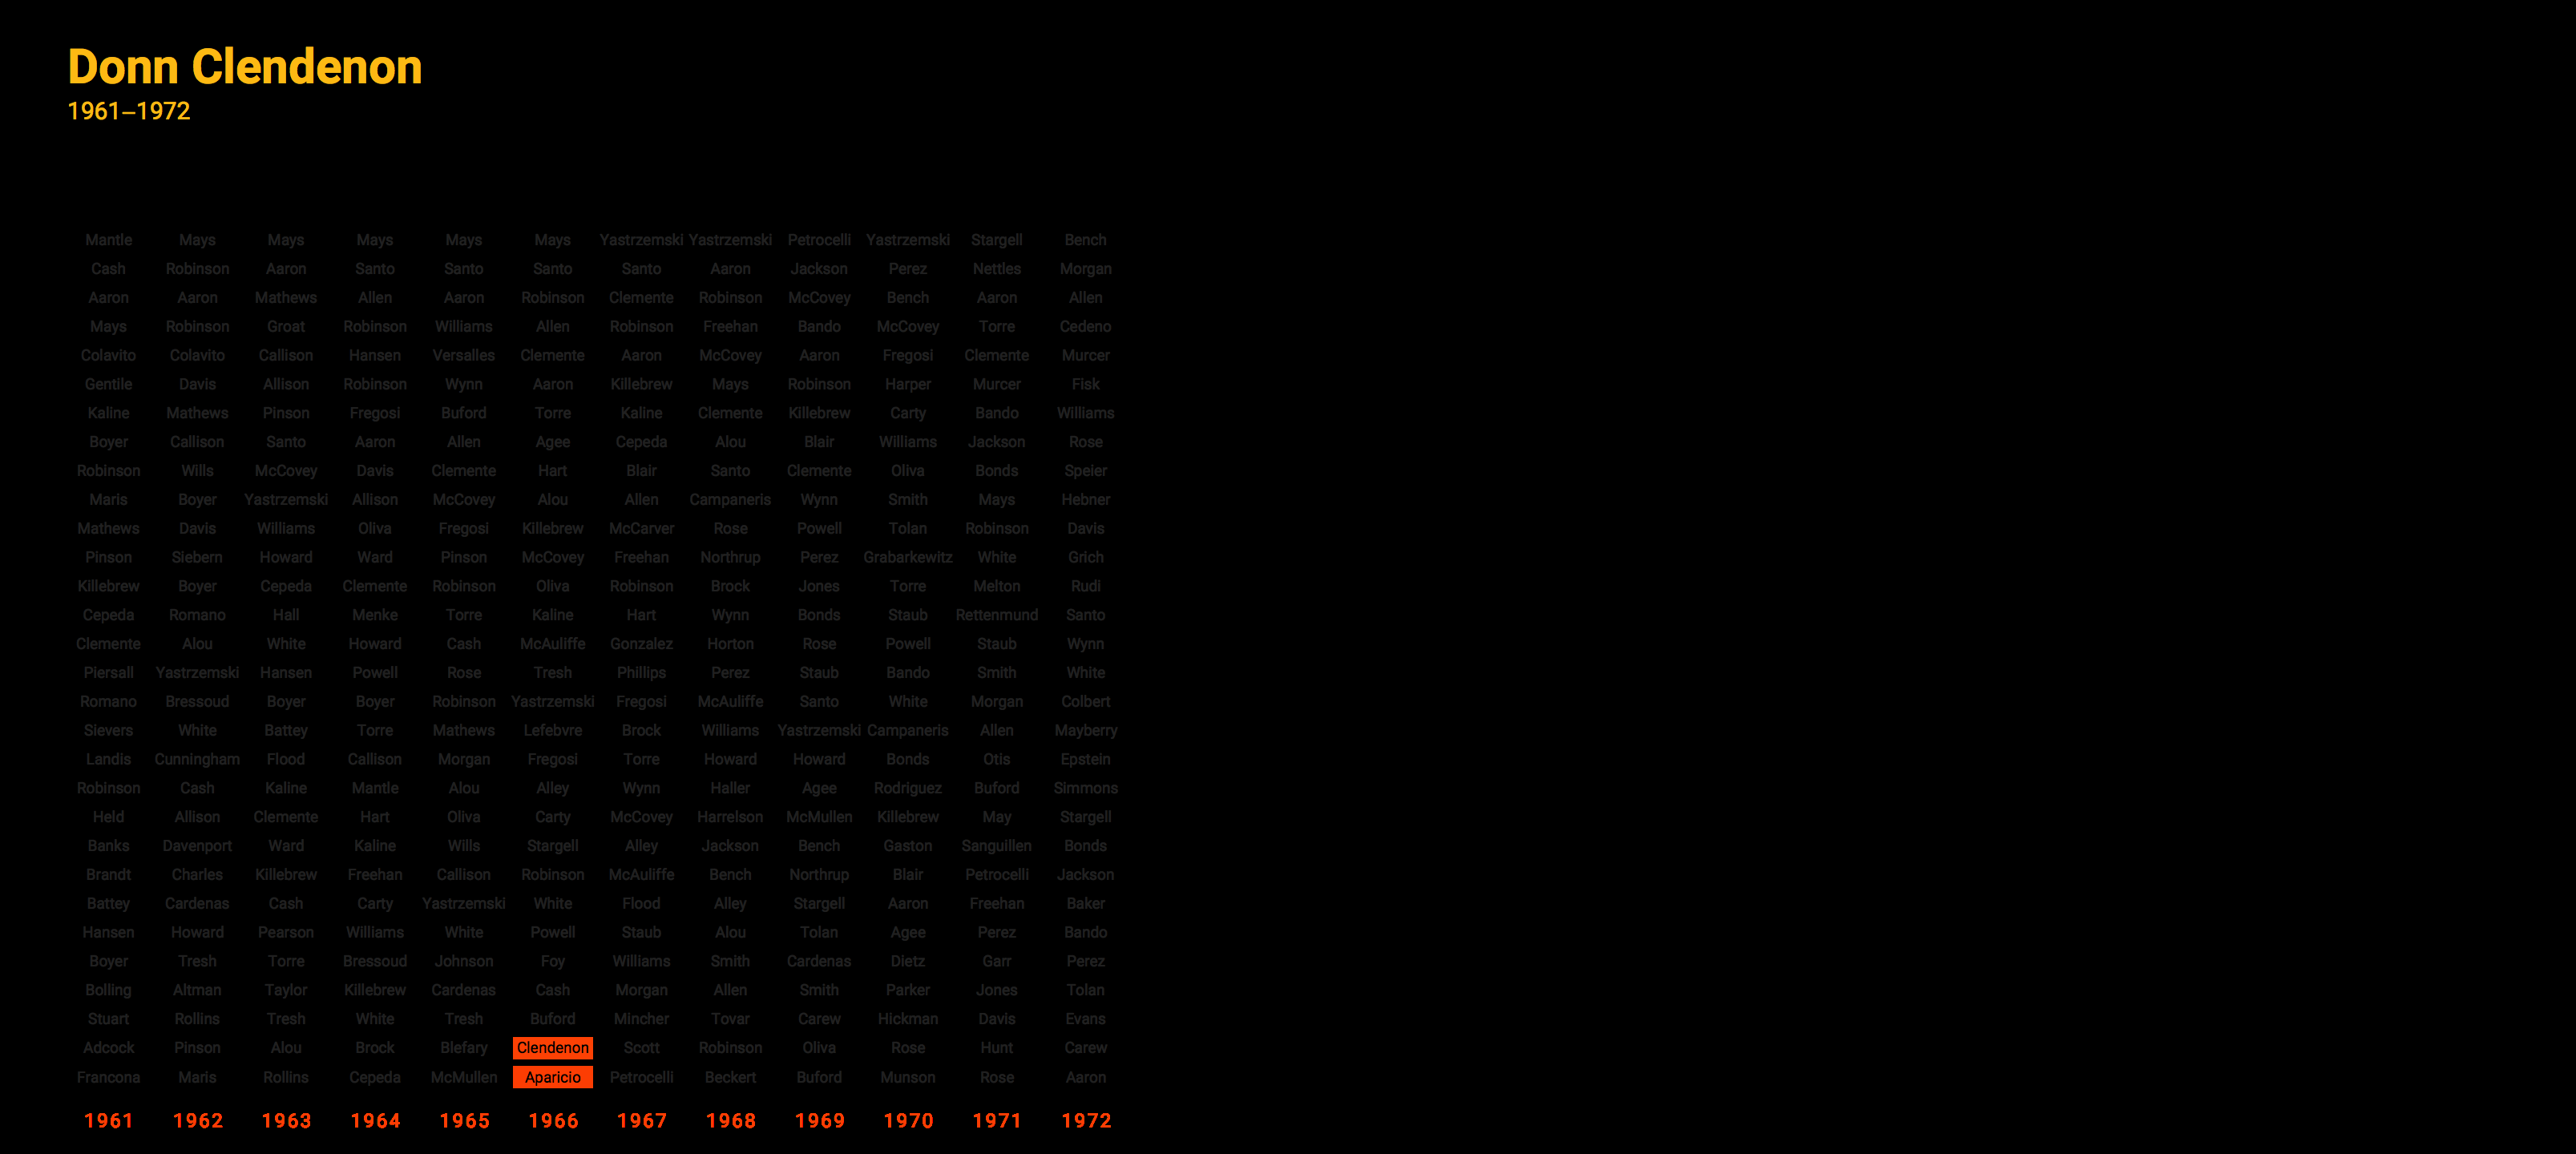 Donn Clendenon
1961–1972
Mantle Mays Mays Mays Mays Mays Yastrzemski Yastrzemski Petrocelli Yastrzemski Stargell Bench
Cash Robinson Aaron Santo Santo Santo Santo Aaron Jackson Perez Nettles Morgan
Aaron Aaron Mathews Allen Aaron Robinson Clemente Robinson McCovey Bench Aaron Allen
Mays Robinson Groat Robinson Williams Allen Robinson Freehan Bando McCovey Torre Cedeno
Colavito Colavito Callison Hansen Versalles Clemente Aaron McCovey Aaron Fregosi Clemente Murcer
Gentile Davis Allison Robinson Wynn Aaron Killebrew Mays Robinson Harper Murcer Fisk
Kaline Mathews Pinson Fregosi Buford Torre Kaline Clemente Killebrew Carty Bando Williams
Boyer Callison Santo Aaron Allen Agee Cepeda Alou Blair Williams Jackson Rose
Robinson Wills McCovey Davis Clemente Hart Blair Santo Clemente Oliva Bonds Speier
Maris Boyer Yastrzemski Allison McCovey Alou Allen Campaneris Wynn Smith Mays Hebner
Mathews Davis Williams Oliva Fregosi Killebrew McCarver Rose Powell Tolan Robinson Davis
Pinson Siebern Howard Ward Pinson McCovey Freehan Northrup Perez Grabarkewitz White Grich
Killebrew Boyer Cepeda Clemente Robinson Oliva Robinson Brock Jones Torre Melton Rudi
Cepeda Romano Hall Menke Torre Kaline Hart Wynn Bonds Staub Rettenmund Santo
Clemente Alou White Howard Cash McAuliffe Gonzalez Horton Rose Powell Staub Wynn
Piersall Yastrzemski Hansen Powell Rose Tresh Phillips Perez Staub Bando Smith White
Romano Bressoud Boyer Boyer Robinson Yastrzemski Fregosi McAuliffe Santo White Morgan Colbert
Sievers White Battey Torre Mathews Lefebvre Brock Williams Yastrzemski Campaneris Allen Mayberry
Landis Cunningham Flood Callison Morgan Fregosi Torre Howard Howard Bonds Otis Epstein
Robinson Cash Kaline Mantle Alou Alley Wynn Haller Agee Rodriguez Buford Simmons
Held Allison Clemente Hart Oliva Carty McCovey Harrelson McMullen Killebrew May Stargell
Banks Davenport Ward Kaline Wills Stargell Alley Jackson Bench Gaston Sanguillen Bonds
Brandt Charles Killebrew Freehan Callison Robinson McAuliffe Bench Northrup Blair Petrocelli Jackson
Battey Cardenas Cash Carty Yastrzemski White Flood Alley Stargell Aaron Freehan Baker
Hansen Howard Pearson Williams White Powell Staub Alou Tolan Agee Perez Bando
Boyer Tresh Torre Bressoud Johnson Foy Williams Smith Cardenas Dietz Garr Perez
Bolling Altman Taylor Killebrew Cardenas Cash Morgan Allen Smith Parker Jones Tolan
Stuart Rollins Tresh White Tresh Buford Mincher Tovar Carew Hickman Davis Evans
Adcock Pinson Alou Brock Blefary Clendenon Scott Robinson Oliva Rose Hunt Carew
Francona Maris Rollins Cepeda McMullen Aparicio Petrocelli Beckert Buford Munson Rose Aaron
1961 1962 1963 1964 1965 1966 1967 1968 1969 1970 1971 1972